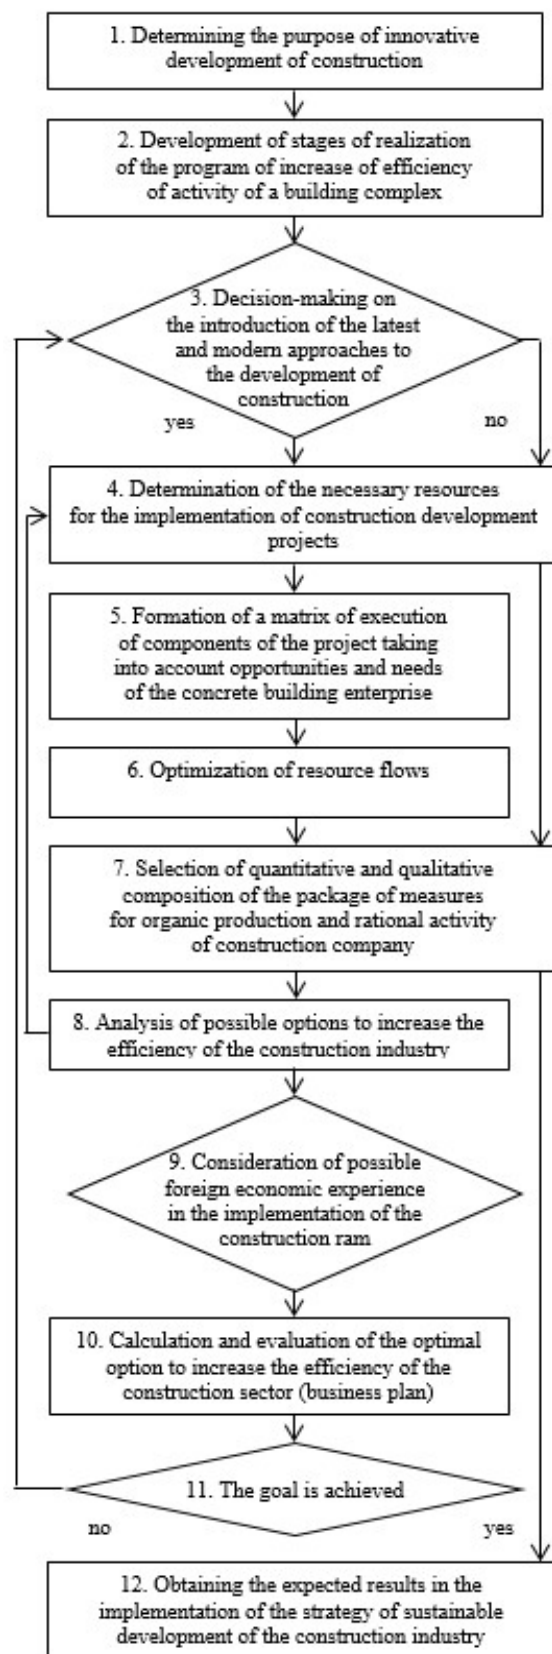 1. Determining the purpose of innovative
development of construction
2. Development of stages of realization
of the program of increase of efficiency
of activity of a building complex
3. Decision-making on
the introduction of the latest
and modern approaches to
the development of
construction
yes
no
4. Determination of the necessary resources
for the implementation of construction development
projects
5. Formation of a matrix of execution
of components of the project taking
into account opportunities and needs
of the concrete building enterprise
6. Optimization of resource flows
7. Selection of quantitative and qualitative
composition of the package of measures
for organic production and rational activity
of construction company
8. Analysis of possible options to increase the
efficiency of the construction industry
9. Consideration of possible
foreign economic experience
in the implementation of the
construction ram
10. Calculation and evaluation of the optimal
option to increase the efficiency of the
construction sector (business plan)
11. The goal is achieved
no
yes
12. Obtaining the expected results in the
implementation of the strategy of sustainable
development of the construction industry